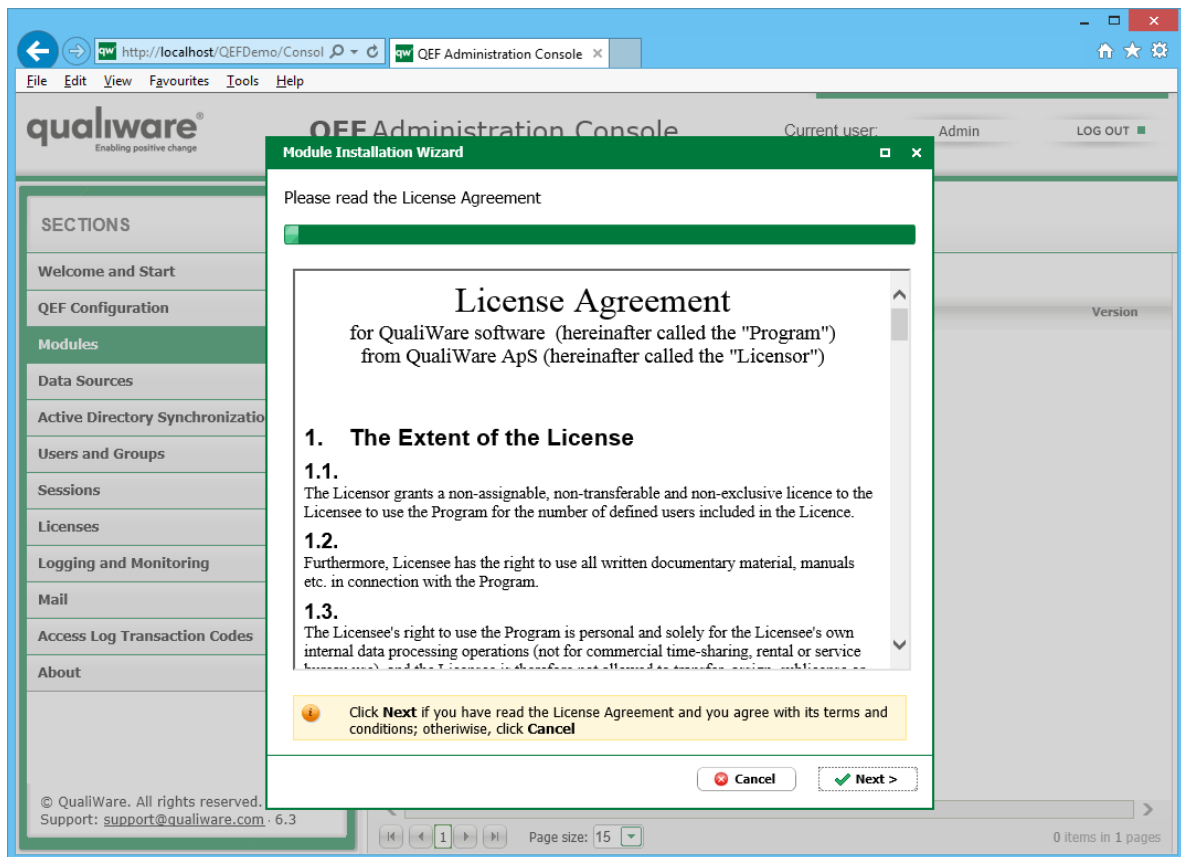 http://localhost/QEFDemo/Consol
QEF Administration Console
File Edit View Favourites Tools Help
qualiware®
Enabling positive change
QEF Administration Console
Current user:
Admin
LOG OUT
SECTIONS
Welcome and Start
QEF Configuration
Modules
Data Sources
Active Directory Synchronizatio
Users and Groups
Sessions
Licenses
Logging and Monitoring
Mail
Access Log Transaction Codes
About
© QualiWare. All rights reserved.
Support: support@qualiware.com · 6.3
Module Installation Wizard
Please read the License Agreement
License Agreement
for QualiWare software (hereinafter called the "Program")
from QualiWare ApS (hereinafter called the "Licensor")
1. The Extent of the License
1.1.
The Licensor grants a non-assignable, non-transferable and non-exclusive licence to the
Licensee to use the Program for the number of defined users included in the Licence.
1.2.
Furthermore, Licensee has the right to use all written documentary material, manuals
etc. in connection with the Program.
1.3.
The Licensee's right to use the Program is personal and solely for the Licensee's own
internal data processing operations (not for commercial time-sharing, rental or service
Click Next if you have read the License Agreement and you agree with its terms and
conditions; otheriwise, click Cancel
Cancel
Next >
Version
1
Page size: 15
0 items in 1 pages